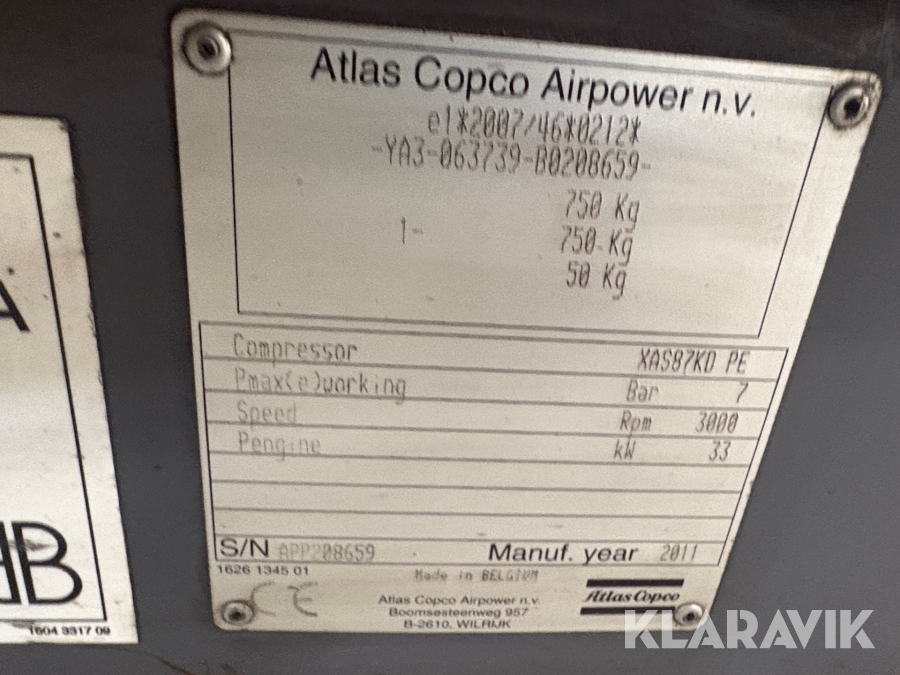 Atlas Copco Airpower n.v.
e1*2007/46*0212*
-YA3-063739-B0208659-
750 Kg
1- 750 Kg
50 Kg
Compressor XAS87KD PE
Pmax(e)working Bar 7
Speed Rpm 3000
Pengine kW 33
S/N APP208659 Manuf. year 2011
1626 1345 01 Made in BELGIUM
CE
Atlas Copco Airpower n.v.
Boomsesteenweg 957
B-2610, WILRIJK
Atlas Copco
A
B
1604 3317 09
KLARAVIK